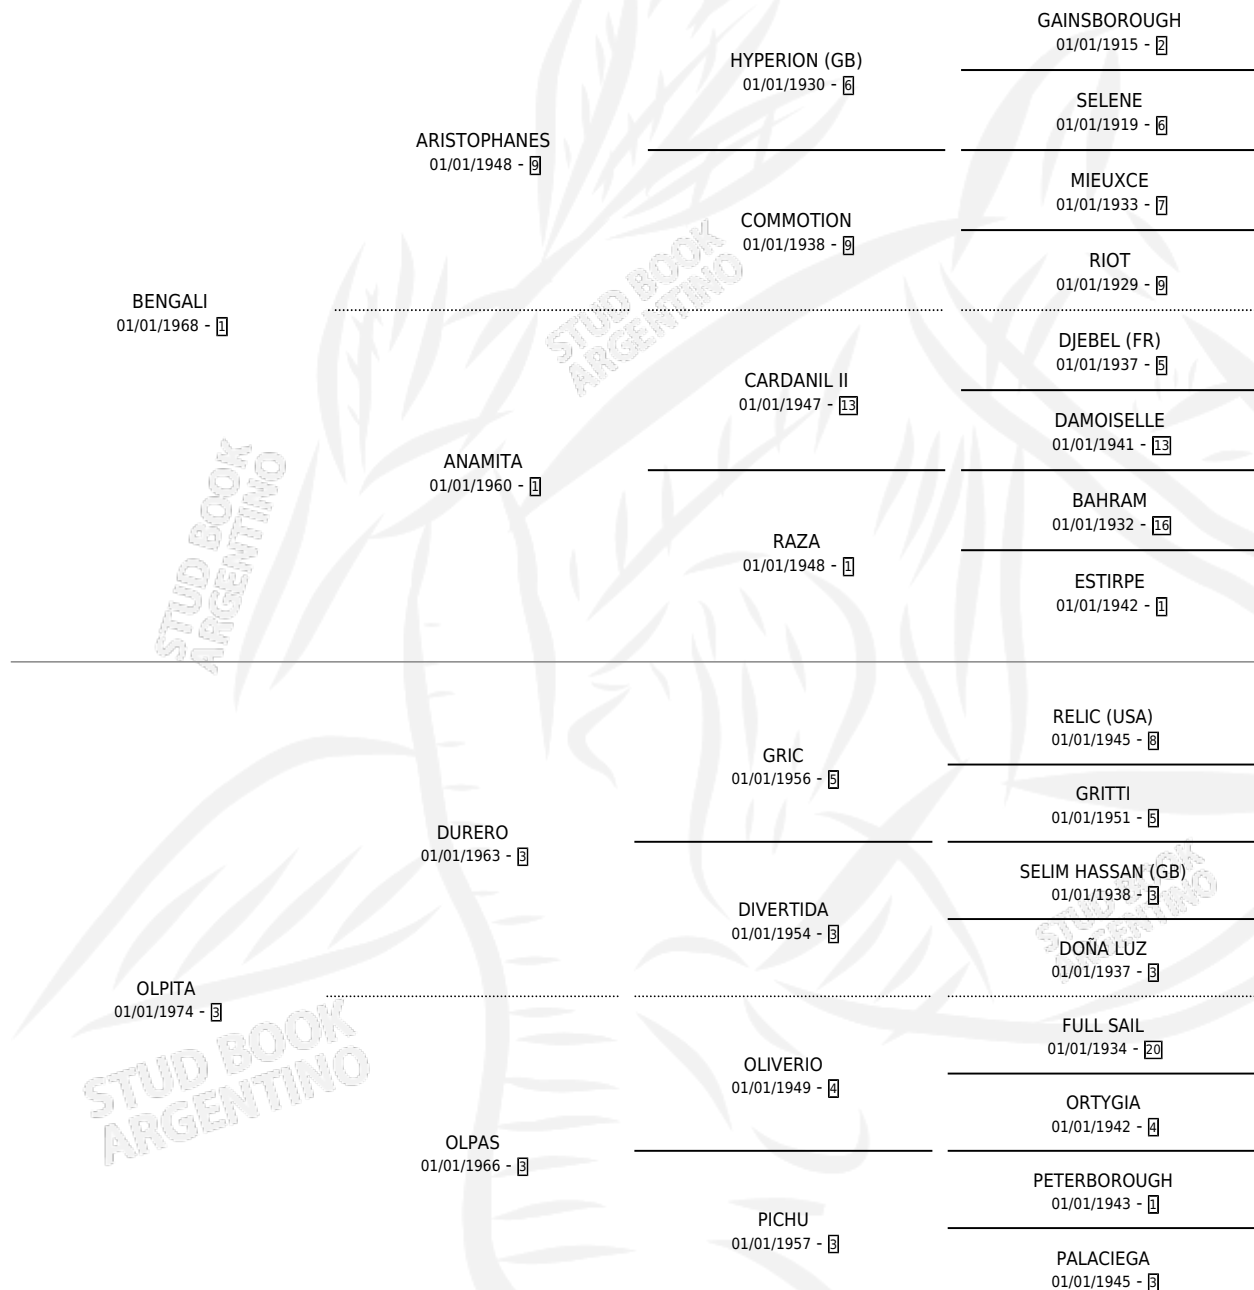 GAINSBOROUGH
01/01/1915 - 2
HYPERION (GB)
01/01/1930 - 6
SELENE
01/01/1919 - 6
ARISTOPHANES
01/01/1948 - 9
MIEUXCE
01/01/1933 - 7
COMMOTION
01/01/1938 - 9
RIOT
01/01/1929 - 9
BENGALI
01/01/1968 - 1
DJEBEL (FR)
01/01/1937 - 5
CARDANIL II
01/01/1947 - 13
DAMOISELLE
01/01/1941 - 13
ANAMITA
01/01/1960 - 1
BAHRAM
01/01/1932 - 16
RAZA
01/01/1948 - 1
ESTIRPE
01/01/1942 - 1
RELIC (USA)
01/01/1945 - 8
GRIC
01/01/1956 - 5
GRITTI
01/01/1951 - 5
DURERO
01/01/1963 - 3
SELIM HASSAN (GB)
01/01/1938 - 3
DIVERTIDA
01/01/1954 - 3
DOÑA LUZ
01/01/1937 - 3
OLPITA
01/01/1974 - 3
FULL SAIL
01/01/1934 - 20
OLIVERIO
01/01/1949 - 4
ORTYGIA
01/01/1942 - 4
OLPAS
01/01/1966 - 3
PETERBOROUGH
01/01/1943 - 1
PICHU
01/01/1957 - 3
PALACIEGA
01/01/1945 - 3
STUD BOOK
ARGENTINO
STUD BOOK
ARGENTINO
STUD BOOK
ARGENTINO
STUD BOOK
ARGENTINO